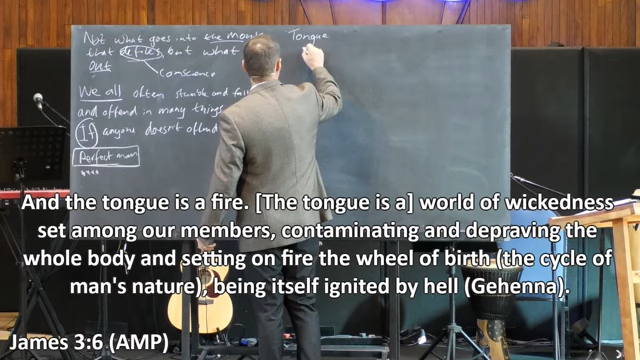 Not what goes into the mouth
that defiles, but what
out
conscience
We all often stumble and fall
and offend in many things
If anyone doesn't offend
Perfect man
Tongue
And the tongue is a fire. [The tongue is a] world of wickedness
set among our members, contaminating and depraving the
whole body and setting on fire the wheel of birth (the cycle of
man's nature), being itself ignited by hell (Gehenna).
James 3:6 (AMP)